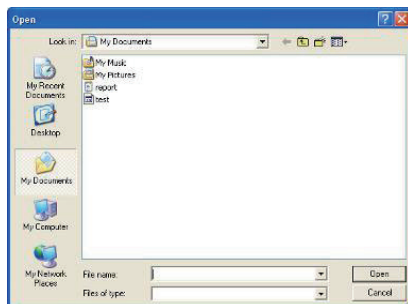 Open
Look in: My Documents
My Recent
Documents
Desktop
My Documents
My Computer
My Network
Places
My Music
My Pictures
report
test
File name: Open
Files of type: Cancel